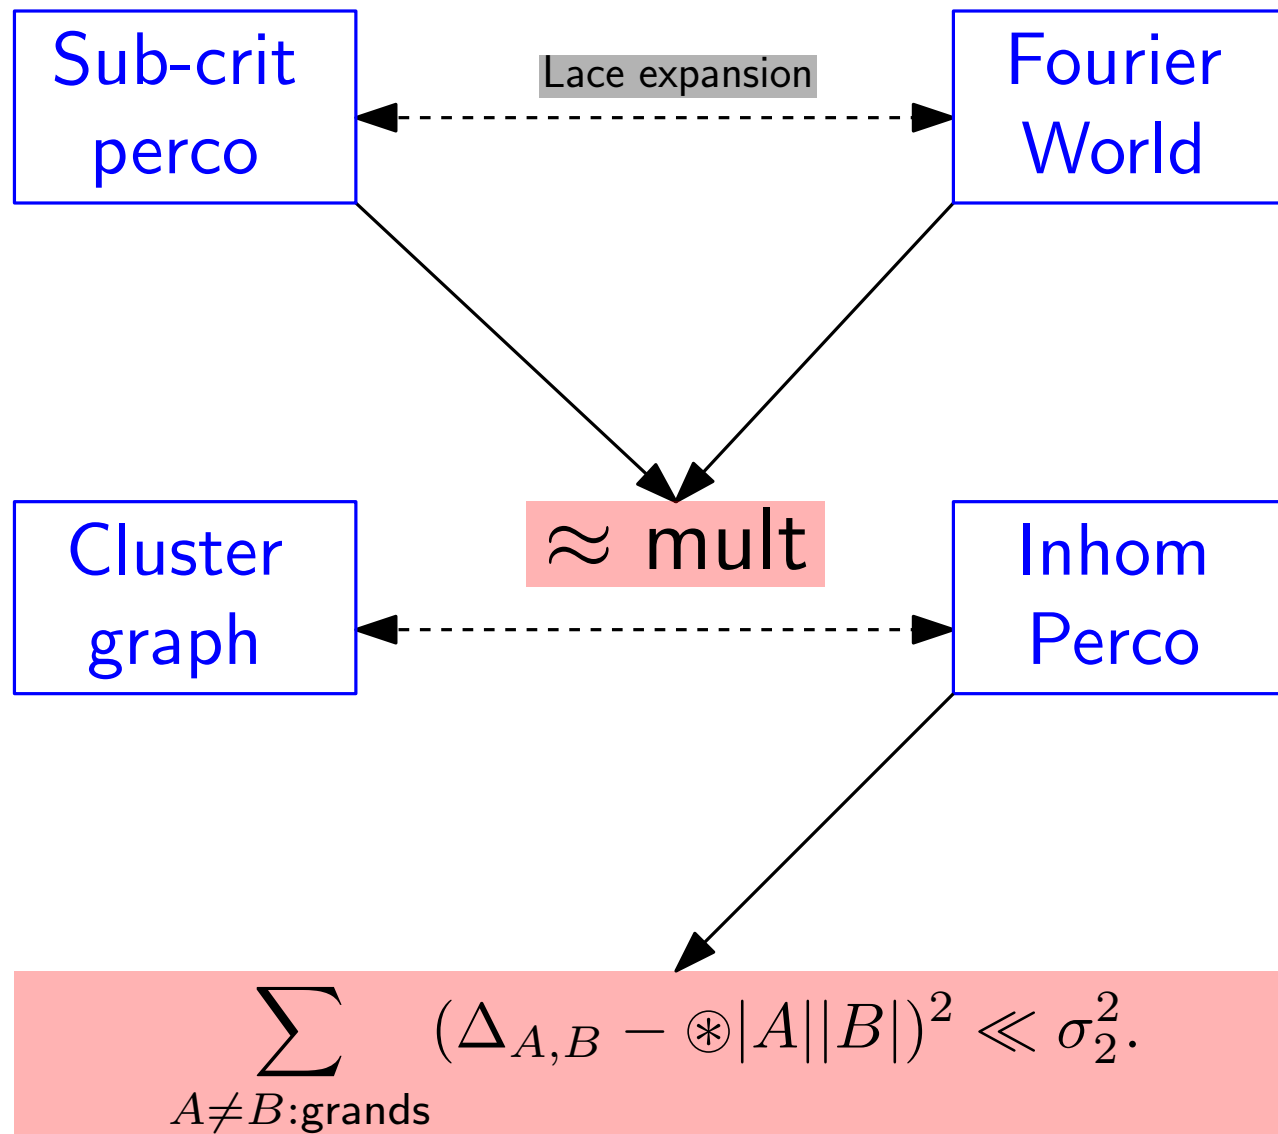 Sub-crit
perco
Lace expansion
Fourier
World
Cluster
graph
≈ mult
Inhom
Perco
∑ (Δ_{A,B} − ⊛|A||B|)² ≪ σ₂².
A≠B:grands